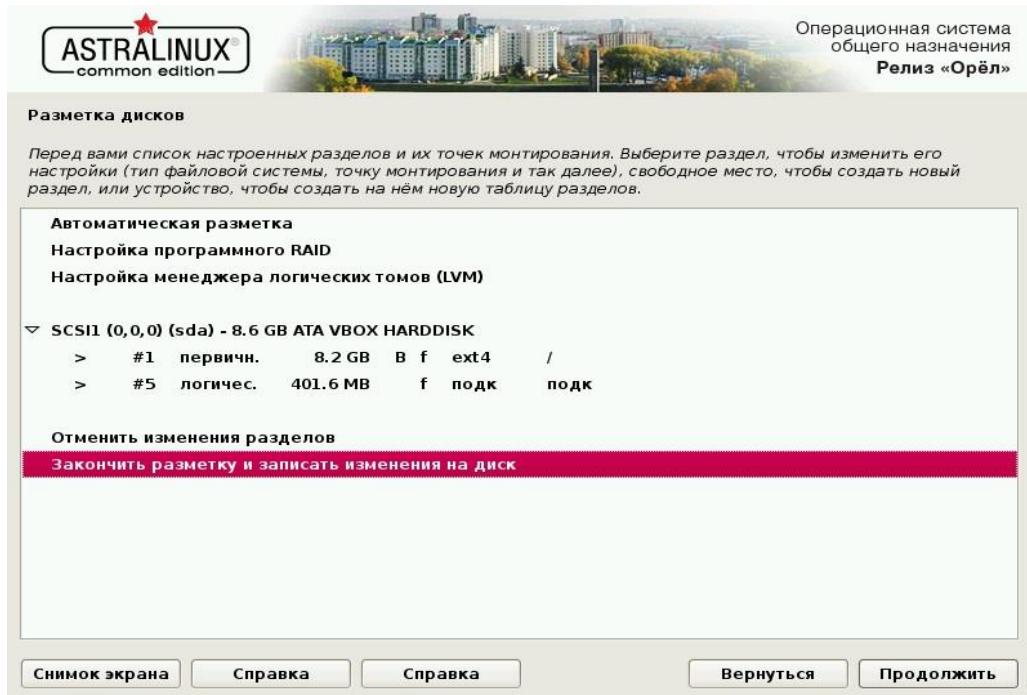 ASTRALINUX®
common edition
Операционная система
общего назначения
Релиз «Орёл»
Разметка дисков
Перед вами список настроенных разделов и их точек монтирования. Выберите раздел, чтобы изменить его
настройки (тип файловой системы, точку монтирования и так далее), свободное место, чтобы создать новый
раздел, или устройство, чтобы создать на нём новую таблицу разделов.
Автоматическая разметка
Настройка программного RAID
Настройка менеджера логических томов (LVM)
SCSI1 (0,0,0) (sda) - 8.6 GB ATA VBOX HARDDISK
> #1 первичн. 8.2 GB B f ext4 /
> #5 логичес. 401.6 MB f подк подк
Отменить изменения разделов
Закончить разметку и записать изменения на диск
Снимок экрана Справка Справка Вернуться Продолжить